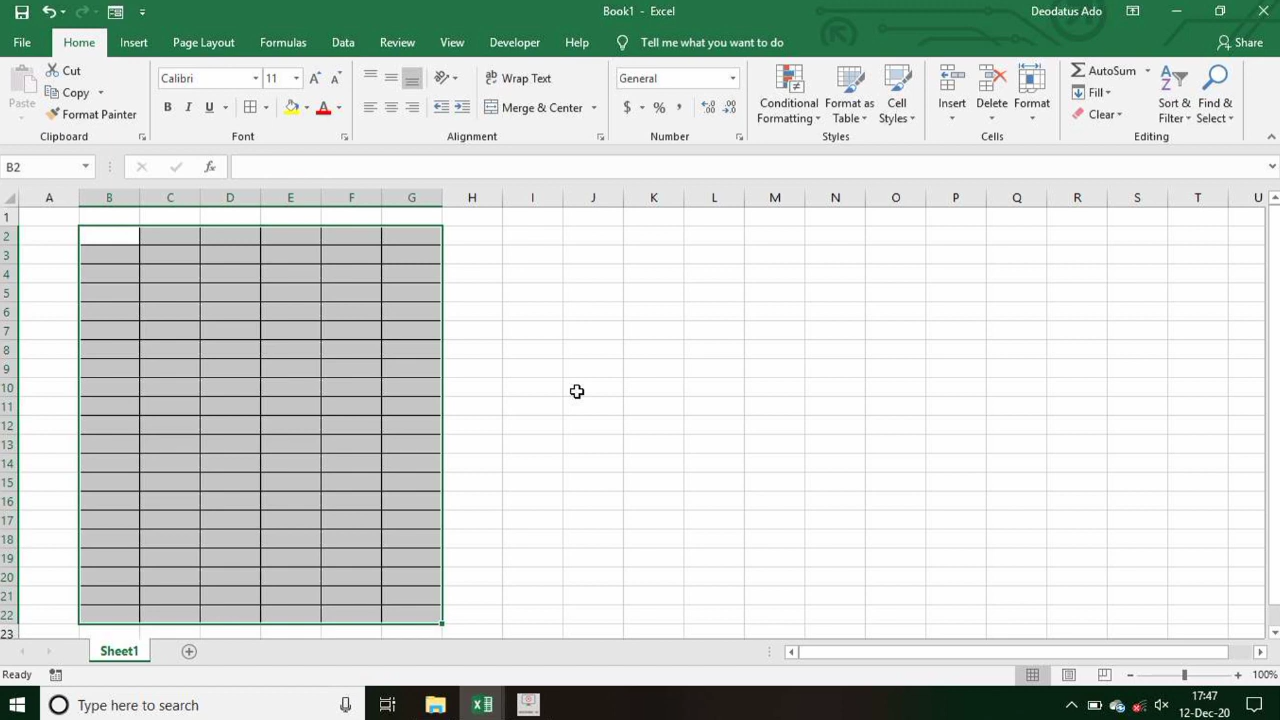 Book1 - Excel
Deodatus Ado
File Home Insert Page Layout Formulas Data Review View Developer Help Tell me what you want to do Share
Paste
Cut
Copy
Format Painter
Clipboard
Calibri 11
B I U A
Font
Wrap Text
Merge & Center
Alignment
General
$ % ,
Number
Conditional Formatting
Format as Table
Cell Styles
Styles
Insert
Delete
Format
Cells
AutoSum
Fill
Clear
Sort & Filter
Find & Select
Editing
B2
fx
A B C D E F G H I J K L M N O P Q R S T U
1
2
3
4
5
6
7
8
9
10
11
12
13
14
15
16
17
18
19
20
21
22
23
Sheet1
Ready
100%
Type here to search
17:47
12-Dec-20